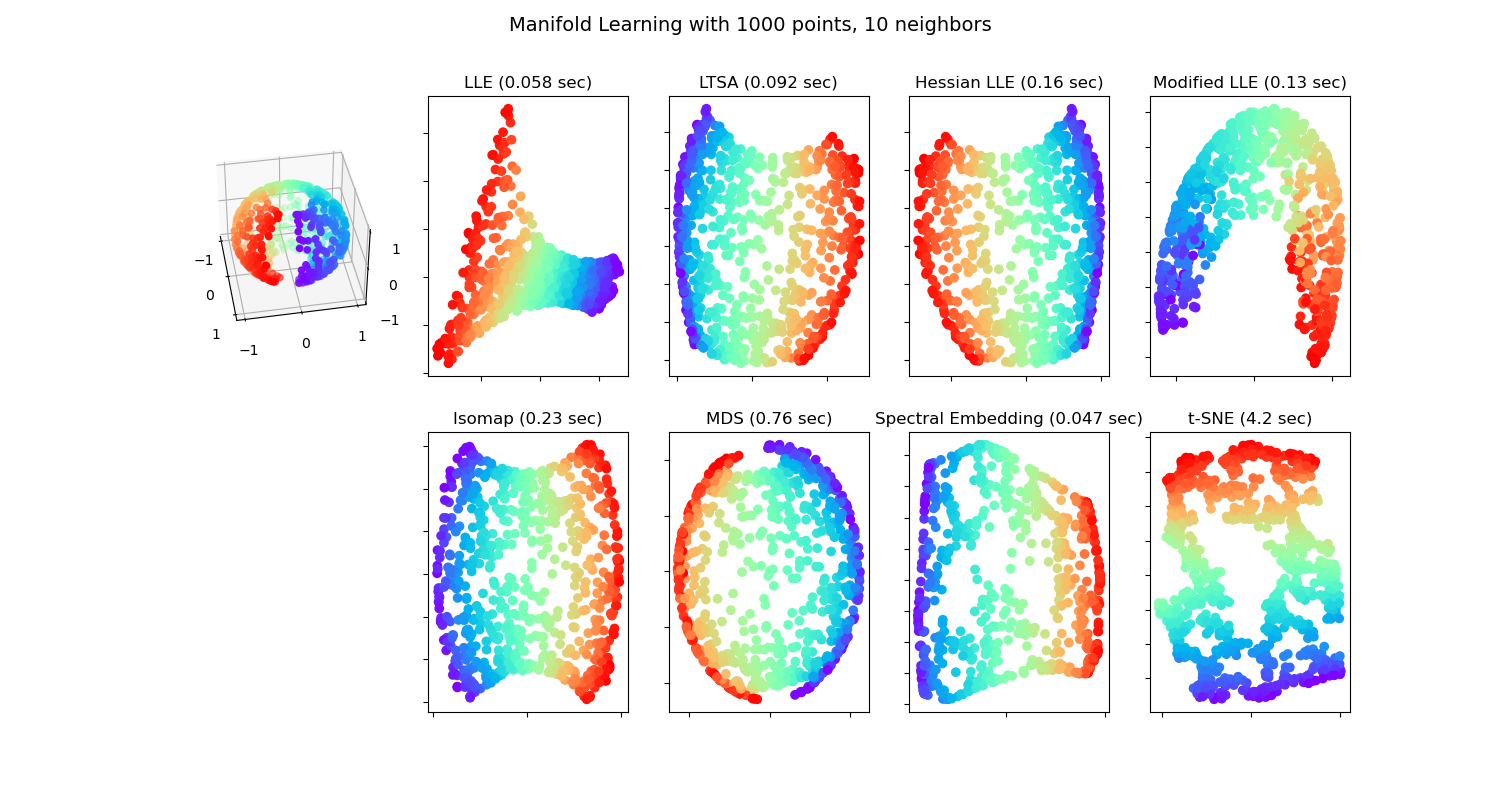 Manifold Learning with 1000 points, 10 neighbors
LLE (0.058 sec)
LTSA (0.092 sec)
Hessian LLE (0.16 sec)
Modified LLE (0.13 sec)
−1
0
1
−1
0
1
1
0
−1
Isomap (0.23 sec)
MDS (0.76 sec)
Spectral Embedding (0.047 sec)
t-SNE (4.2 sec)